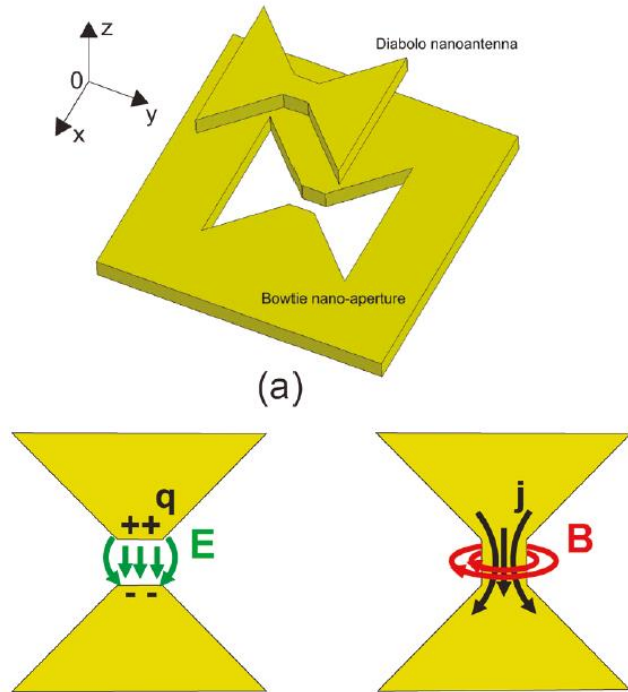 z
Diabolo nanoantenna
0
y
x
Bowtie nano-aperture
(a)
q
++
E
- -
j
B